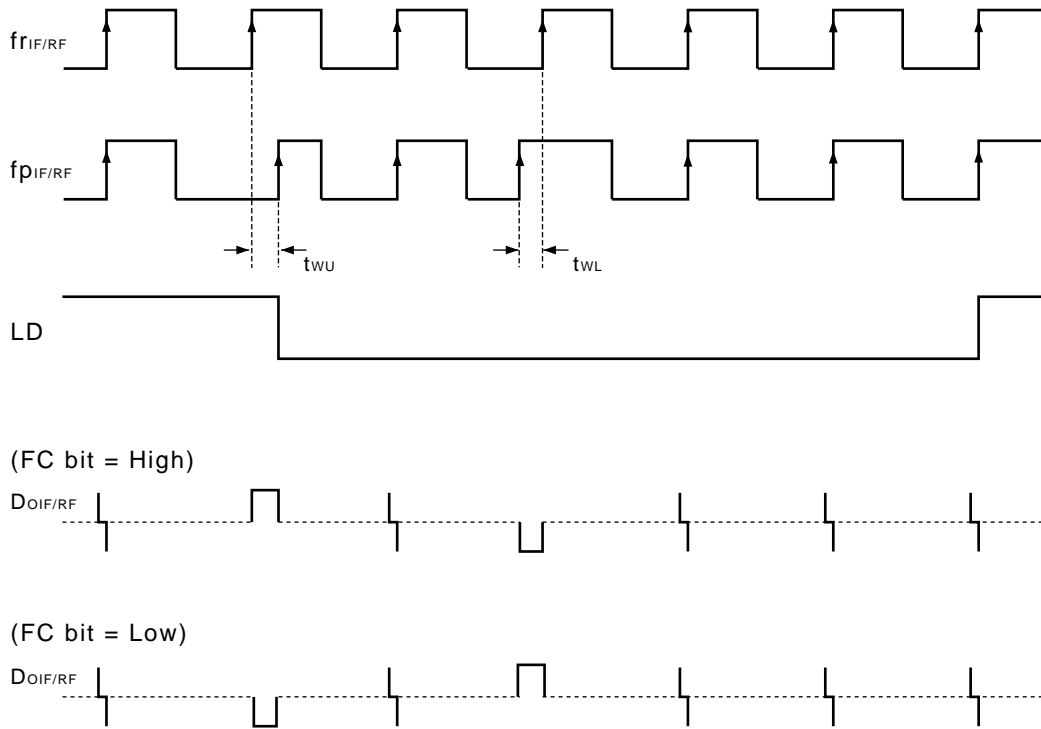 frIF/RF
fpIF/RF
tWU
tWL
LD
(FC bit = High)
DOIF/RF
(FC bit = Low)
DOIF/RF